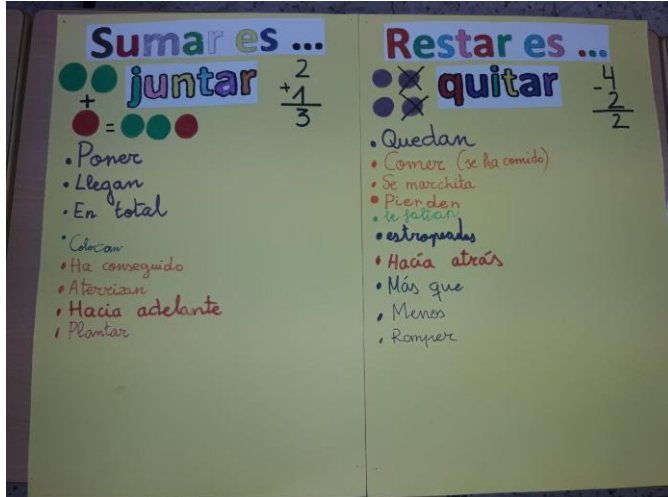 Sumar es ...
juntar
2
+1
3
+
=
• Poner
• Llegan
• En total
• Colocan
• Ha conseguido
• Aterrizan
• Hacia adelante
• Plantar
Restar es ...
quitar
-4
2
2
• Quedan
• Comer (se ha comido)
• Se marchita
• Pierden
• le faltan
• estropeadas
• Hacía atrás
• Más que
• Menos
• Romper